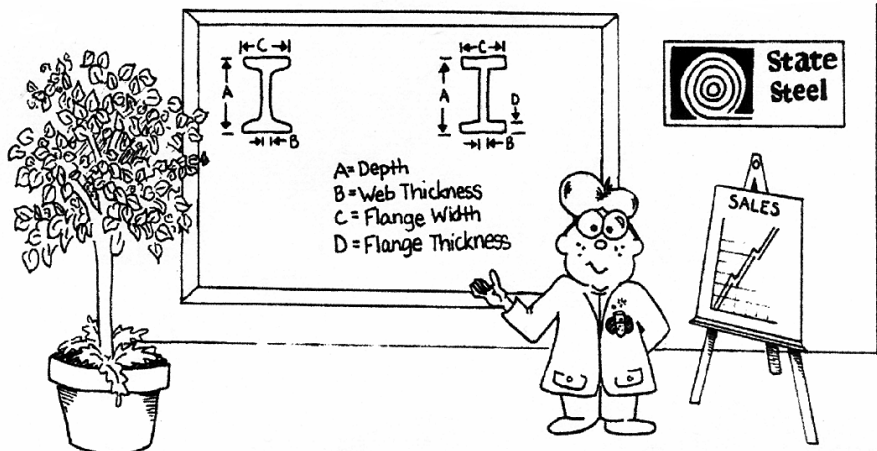 C
A
B
C
A
D
B
A=Depth
B=Web Thickness
C= Flange Width
D= Flange Thickness
State
Steel
SALES